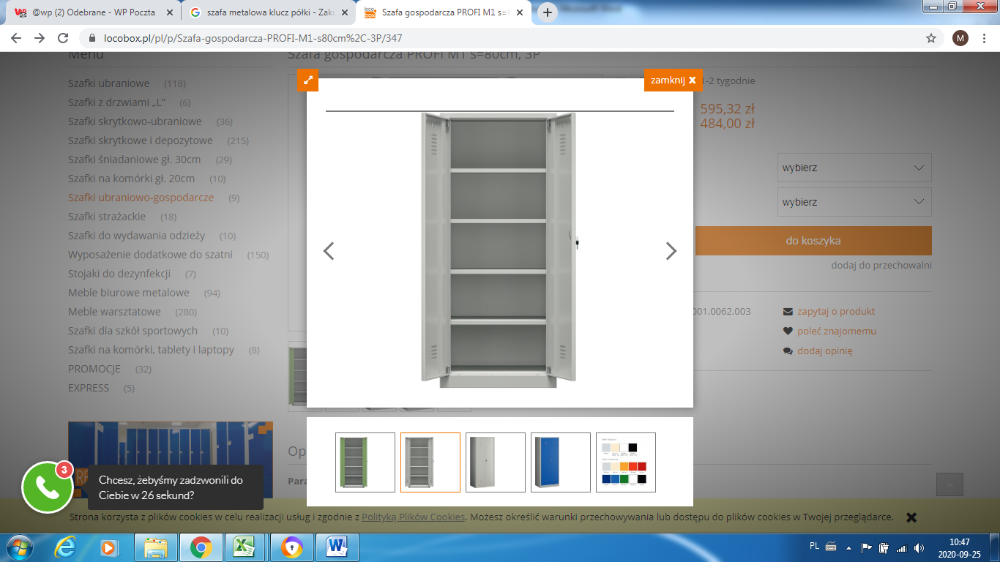 @wp (2) Odebrane - WP Poczta
szafa metalowa klucz półki - Zaku
Szafa gospodarcza PROFI M1 s=8
locobox.pl/pl/p/Szafa-gospodarcza-PROFI-M1-s80cm%2C-3P/347
M
Menu
Szafa gospodarcza PROFI M1 s=80cm, 3P
Szafki ubraniowe (118)
Szafki z drzwiami „L” (6)
Szafki skrytkowo-ubraniowe (36)
Szafki skrytkowe i depozytowe (215)
Szafki śniadaniowe gł. 30cm (29)
Szafki na komórki gł. 20cm (10)
Szafki ubraniowo-gospodarcze (9)
Szafki strażackie (18)
Szafki do wydawania odzieży (10)
Wyposażenie dodatkowe do szatni (150)
Stojaki do dezynfekcji (7)
Meble biurowe metalowe (94)
Meble warsztatowe (280)
Szafki dla szkół sportowych (10)
Szafki na komórki, tablety i laptopy (8)
PROMOCJE (32)
EXPRESS (5)
zamknij x
1-2 tygodnie
595,32 zł
484,00 zł
wybierz
wybierz
do koszyka
dodaj do przechowalni
001.0062.003
zapytaj o produkt
poleć znajomemu
dodaj opinię
Op
Para
3
Chcesz, żebyśmy zadzwonili do
Ciebie w 26 sekund?
Strona korzysta z plików cookies w celu realizacji usług i zgodnie z Polityką Plików Cookies. Możesz określić warunki przechowywania lub dostępu do plików cookies w Twojej przeglądarce.
PL
10:47
2020-09-25